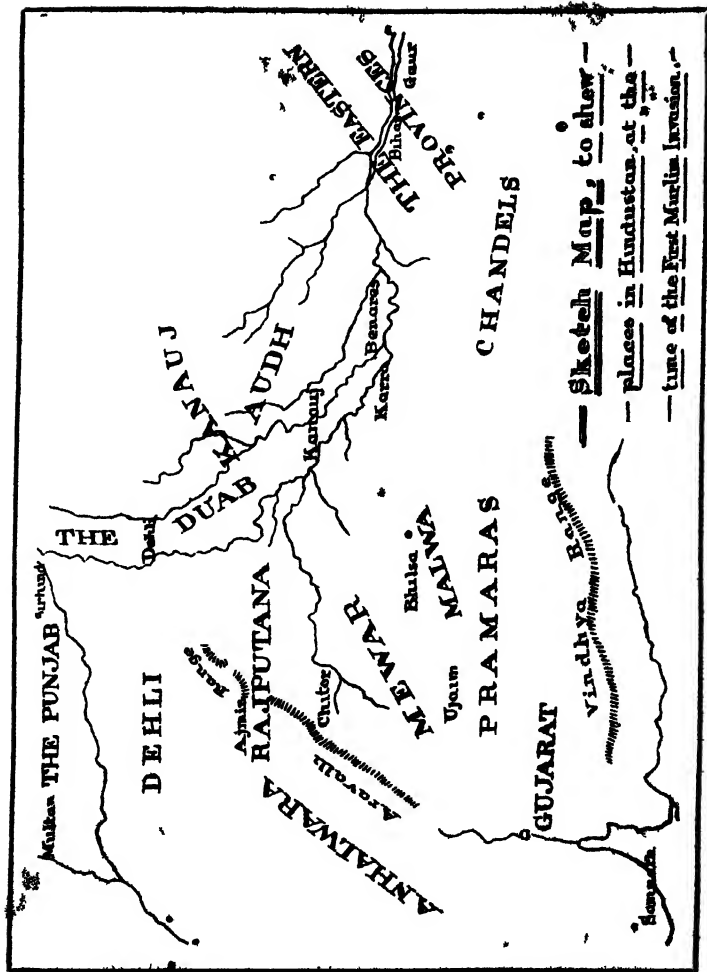 — Sketch Map, to shew —
— places in Hindustan, at the —
— time of the First Muslim Invasion. —
Multan
THE PUNJAB
Surhind
THE
DUAB
Dehli
DEHLI
KANAUJ
AUDH
Kanauj
Karra
Benares
THE EASTERN
PROVINCES
Bihar
Gaur
Ajmir
RAJPUTANA
Aravalli
Range
ANHALWARA
Chitor
MEWAR
Bhilsa
MALWA
Ujain
PRAMARAS
CHANDELS
GUJARAT
Vindhya Range
Somnath